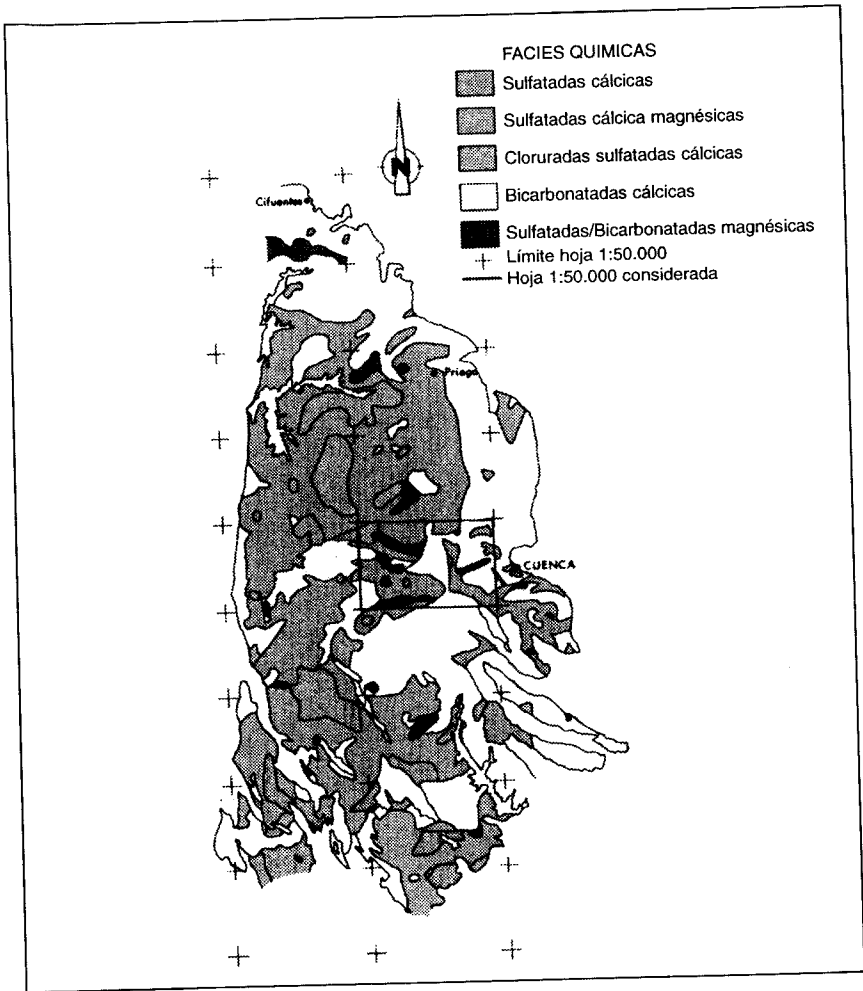 FACIES QUIMICAS
Sulfatadas cálcicas
Sulfatadas cálcica magnésicas
Cloruradas sulfatadas cálcicas
Bicarbonatadas cálcicas
Sulfatadas/Bicarbonatadas magnésicas
Límite hoja 1:50.000
Hoja 1:50.000 considerada
N
Cifuentes
Priego
CUENCA